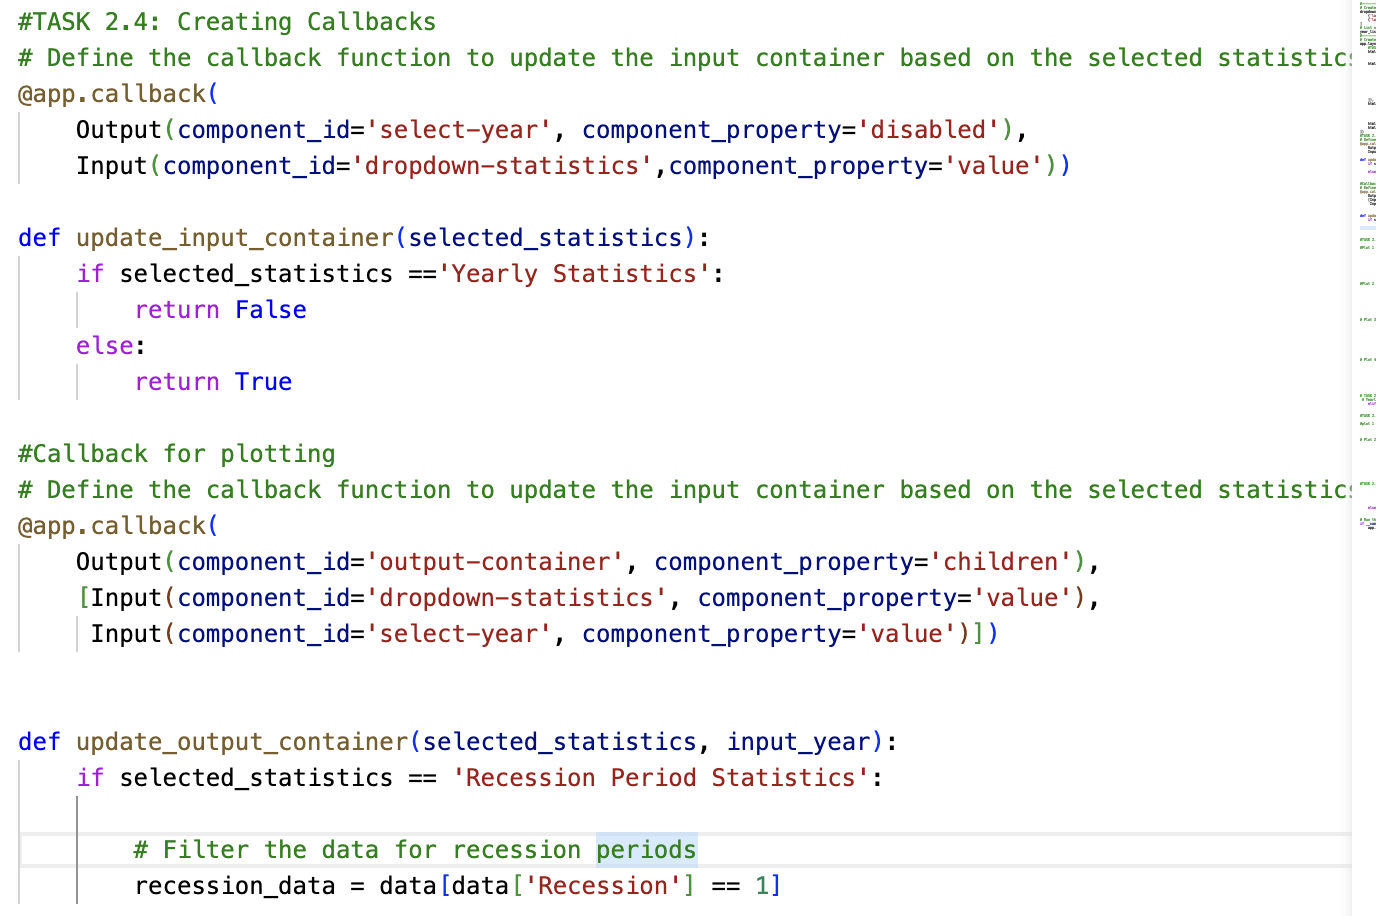 #TASK 2.4: Creating Callbacks
# Define the callback function to update the input container based on the selected statistics
@app.callback(
    Output(component_id='select-year', component_property='disabled'),
    Input(component_id='dropdown-statistics',component_property='value'))
def update_input_container(selected_statistics):
    if selected_statistics =='Yearly Statistics':
        return False
    else:
        return True
#Callback for plotting
# Define the callback function to update the input container based on the selected statistics
@app.callback(
    Output(component_id='output-container', component_property='children'),
    [Input(component_id='dropdown-statistics', component_property='value'),
     Input(component_id='select-year', component_property='value')])
def update_output_container(selected_statistics, input_year):
    if selected_statistics == 'Recession Period Statistics':
        # Filter the data for recession periods
        recession_data = data[data['Recession'] == 1]